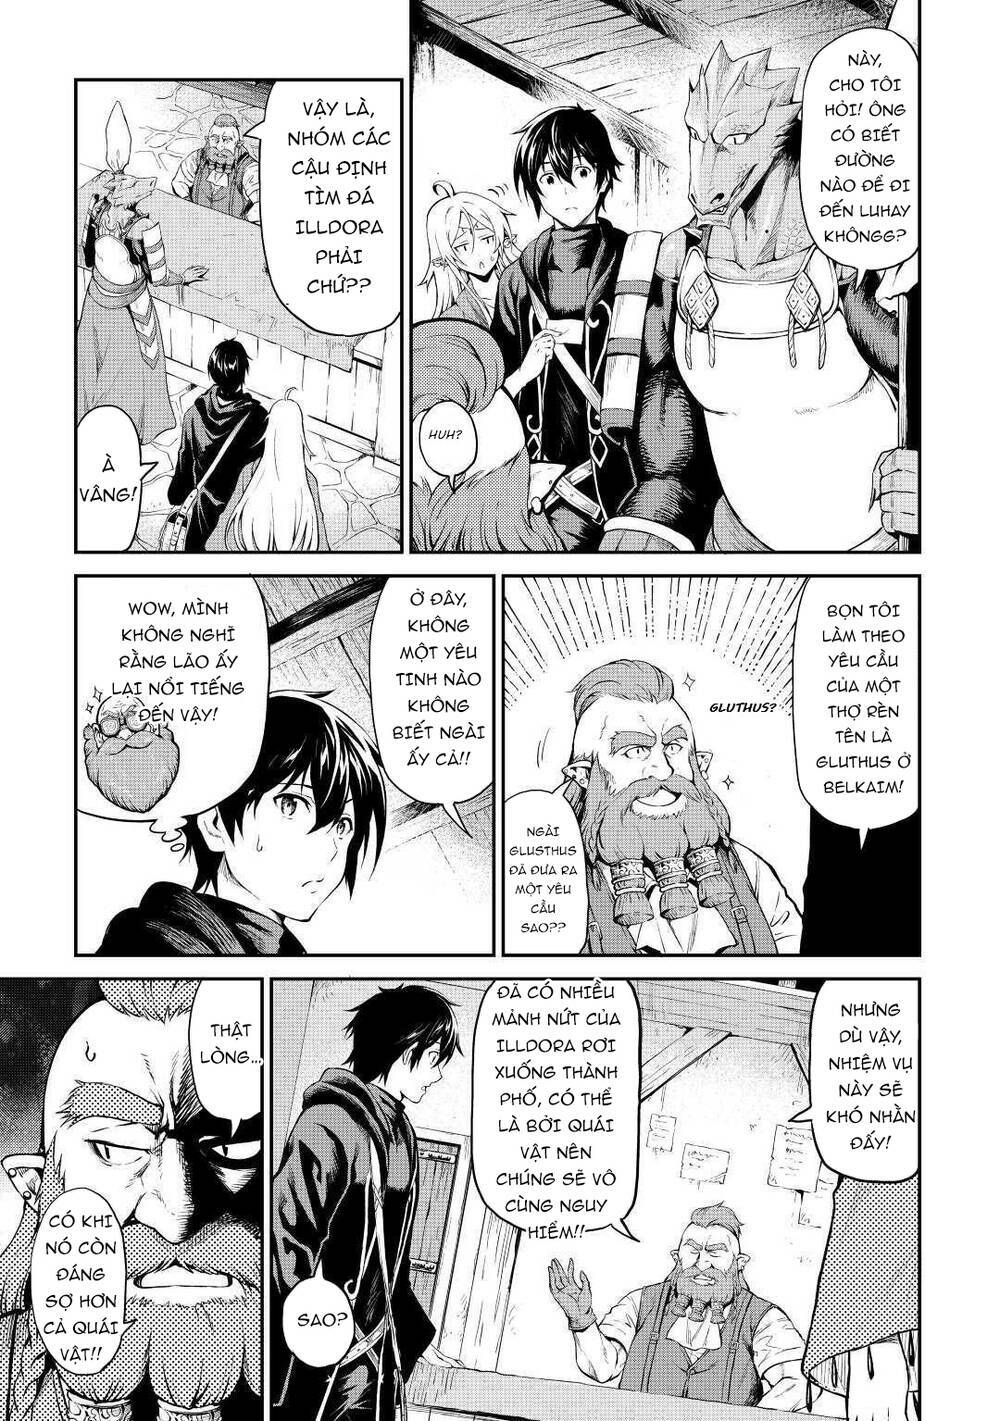 NÀY,
CHO TÔI
HỎI! ÔNG
CÓ BIẾT
ĐƯỜNG
NÀO ĐỂ ĐI
ĐẾN LUHAY
KHÔNGG?
HUH?
VẬY LÀ,
NHÓM CÁC
CẬU ĐỊNH
TÌM ĐÁ
ILLDORA
PHẢI
CHỨ??
À
VÂNG!
BỌN TÔI
LÀM THEO
YÊU CẦU
CỦA MỘT
THỢ RÈN
TÊN LÀ
GLUTHUS Ở
BELKAIM!
GLUTHUS?
NGÀI
GLUSTHUS
ĐÃ ĐƯA RA
MỘT YÊU
CẦU
SAO??
Ở ĐÂY,
KHÔNG
MỘT YÊU
TINH NÀO
KHÔNG
BIẾT NGÀI
ẤY CẢ!!
WOW, MÌNH
KHÔNG NGHĨ
RẰNG LÃO ẤY
LẠI NỔI TIẾNG
ĐẾN VẬY!
NHƯNG
DÙ VẬY,
NHIỆM VỤ
NÀY SẼ
KHÓ NHẰN
ĐẤY!
ĐÃ CÓ NHIỀU
MẢNH NỨT CỦA
ILLDORA RƠI
XUỐNG THÀNH
PHỐ, CÓ THỂ
LÀ BỞI QUÁI
VẬT NÊN
CHÚNG SẼ VÔ
CÙNG NGUY
HIỂM!!
SAO?
THẬT
LÒNG...
CÓ KHI
NÓ CÒN
ĐÁNG
SỢ HƠN
CẢ QUÁI
VẬT!!